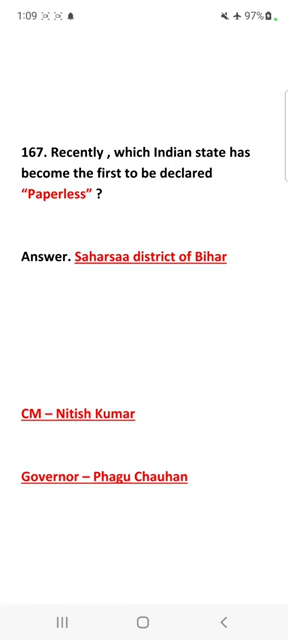 1:09
97%
167. Recently , which Indian state has
become the first to be declared
“Paperless” ?
Answer. Saharsaa district of Bihar
CM – Nitish Kumar
Governor – Phagu Chauhan